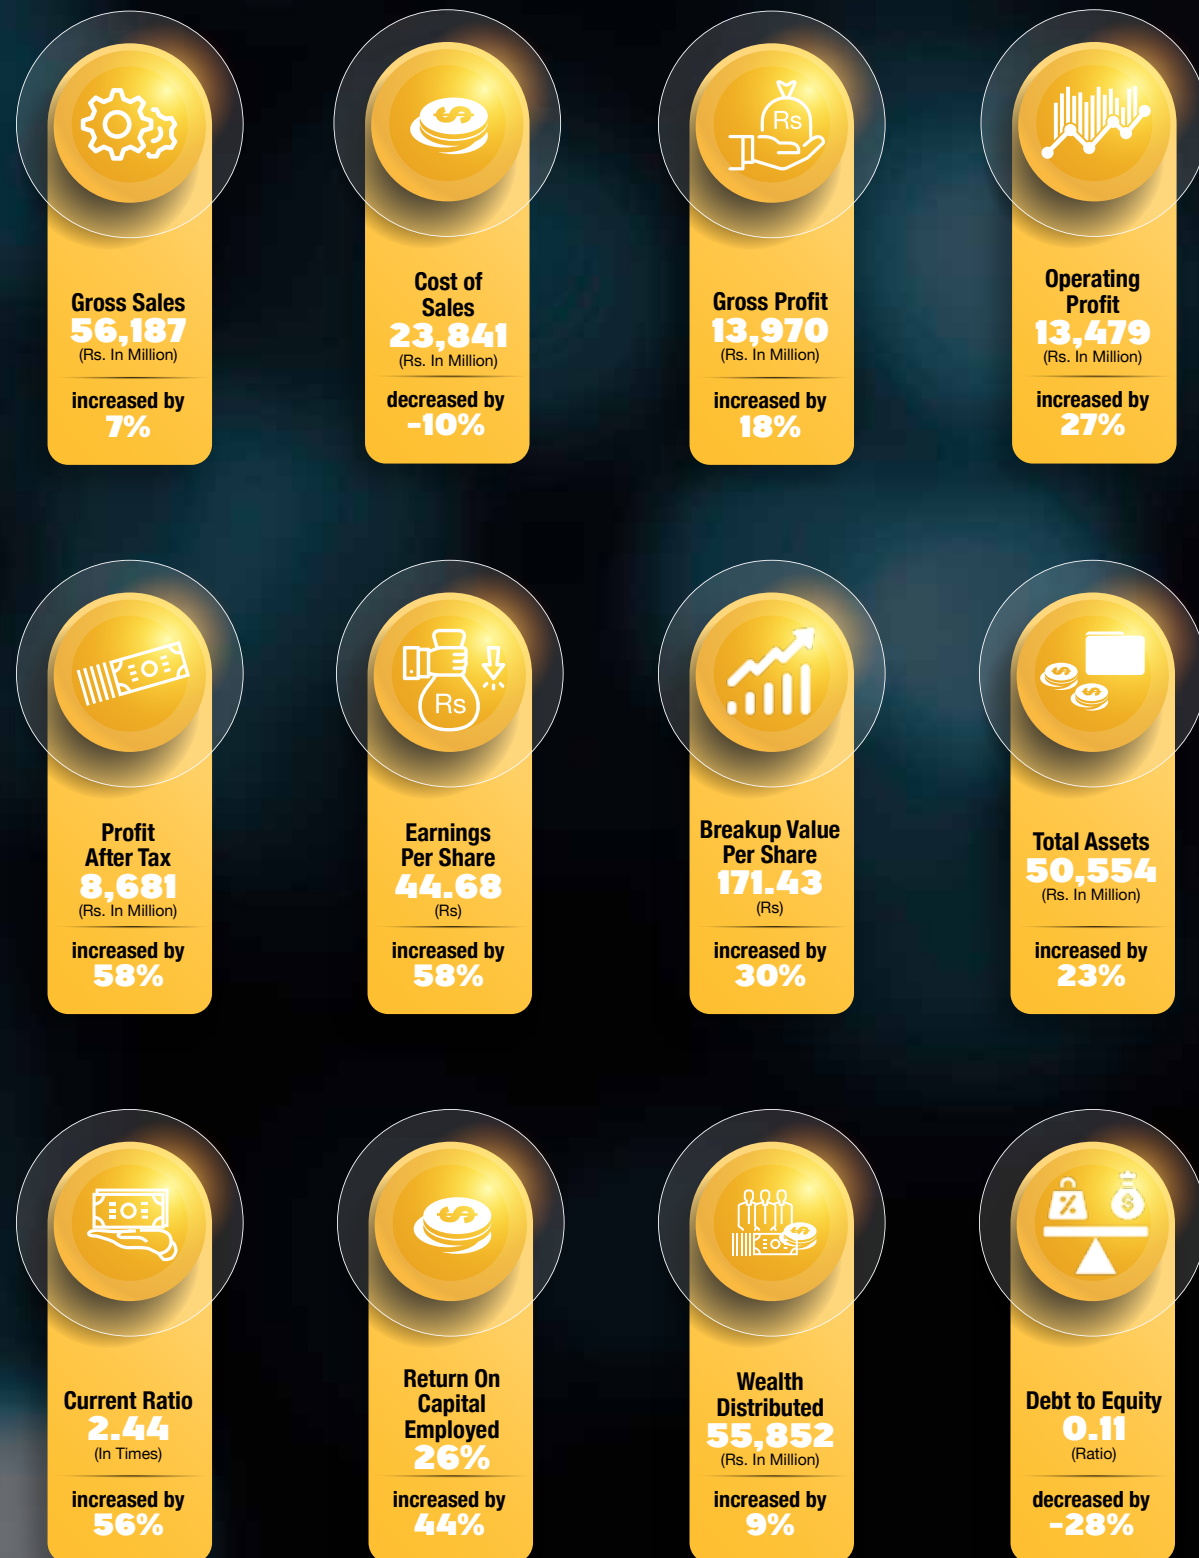 Rs
Gross Sales
56,187
(Rs. In Million)
increased by
7%
Cost of
Sales
23,841
(Rs. In Million)
decreased by
-10%
Gross Profit
13,970
(Rs. In Million)
increased by
18%
Operating
Profit
13,479
(Rs. In Million)
increased by
27%
Profit
After Tax
8,681
(Rs. In Million)
increased by
58%
Rs
Earnings
Per Share
44.68
(Rs)
increased by
58%
Breakup Value
Per Share
171.43
(Rs)
increased by
30%
Total Assets
50,554
(Rs. In Million)
increased by
23%
Current Ratio
2.44
(In Times)
increased by
56%
Return On
Capital
Employed
26%
increased by
44%
Wealth
Distributed
55,852
(Rs. In Million)
increased by
9%
Debt to Equity
0.11
(Ratio)
decreased by
-28%